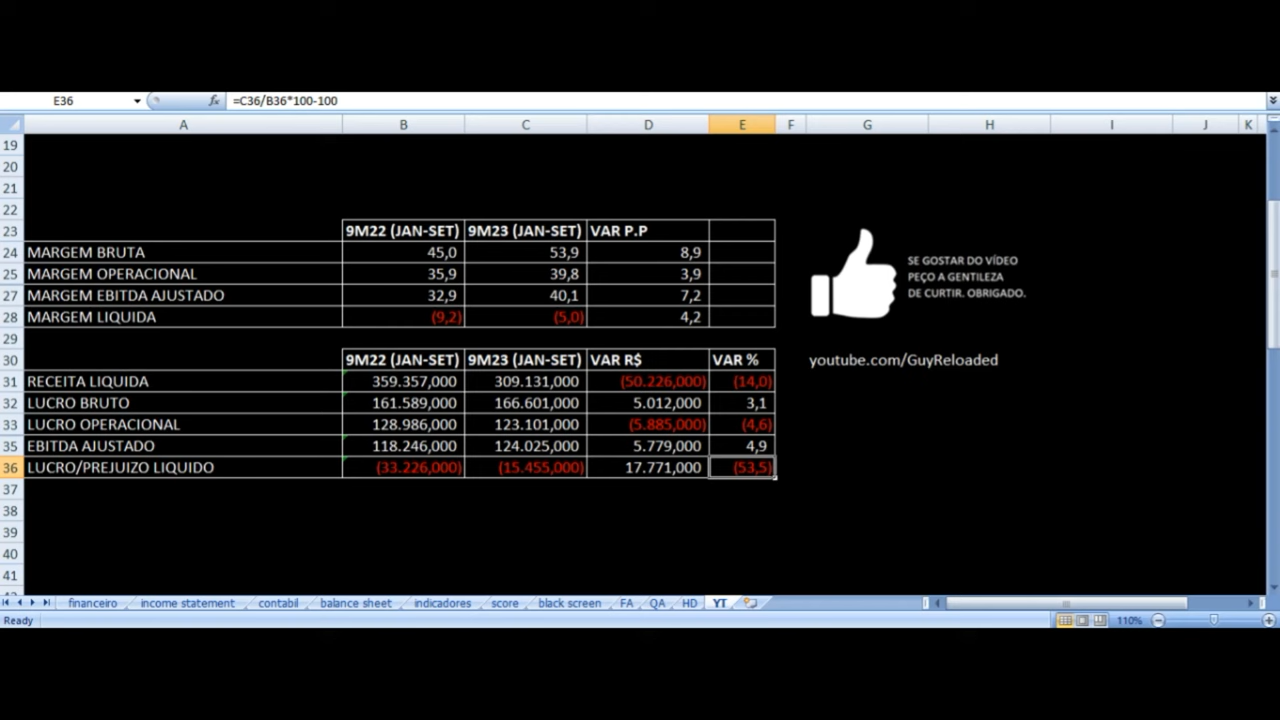 E36 fx =C36/B36*100-100
A B C D E F G H I J K
19
20
21
22
23 9M22 (JAN-SET) 9M23 (JAN-SET) VAR P.P
24 MARGEM BRUTA 45,0 53,9 8,9
25 MARGEM OPERACIONAL 35,9 39,8 3,9
27 MARGEM EBITDA AJUSTADO 32,9 40,1 7,2
28 MARGEM LIQUIDA (9,2) (5,0) 4,2
SE GOSTAR DO VÍDEO
PEÇO A GENTILEZA
DE CURTIR. OBRIGADO.
29
30 9M22 (JAN-SET) 9M23 (JAN-SET) VAR R$ VAR % youtube.com/GuyReloaded
31 RECEITA LIQUIDA 359.357,000 309.131,000 (50.226,000) (14,0)
32 LUCRO BRUTO 161.589,000 166.601,000 5.012,000 3,1
33 LUCRO OPERACIONAL 128.986,000 123.101,000 (5.885,000) (4,6)
35 EBITDA AJUSTADO 118.246,000 124.025,000 5.779,000 4,9
36 LUCRO/PREJUIZO LIQUIDO (33.226,000) (15.455,000) 17.771,000 (53,5)
37
38
39
40
41
financeiro income statement contabil balance sheet indicadores score black screen FA QA HD YT
Ready 110%